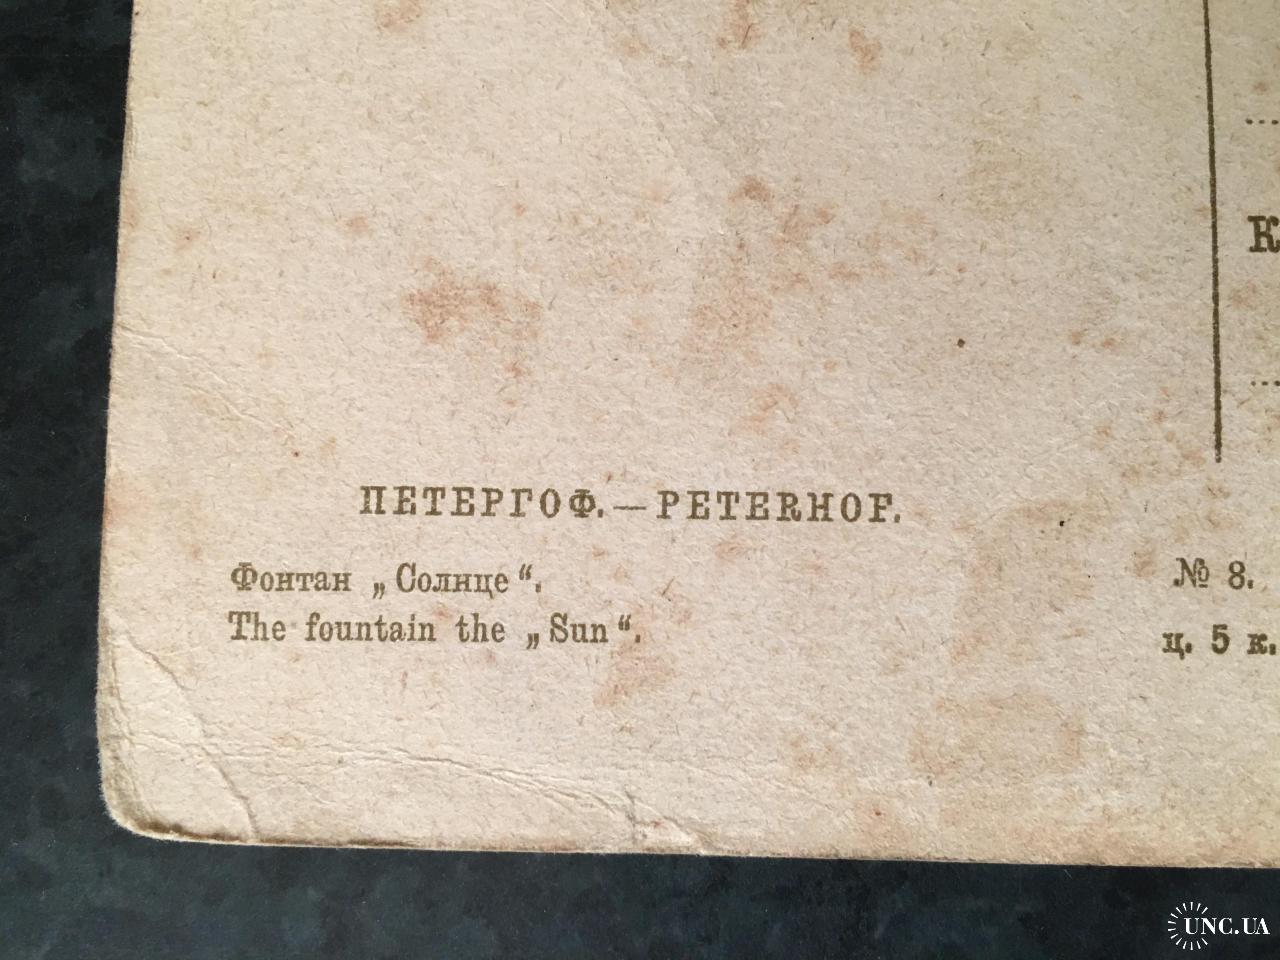 К
ПЕТЕРГОФ.—PETERHOF.
Фонтан „Солнце“.
The fountain the „Sun“.
№ 8.
ц. 5 к.
UNC.UA